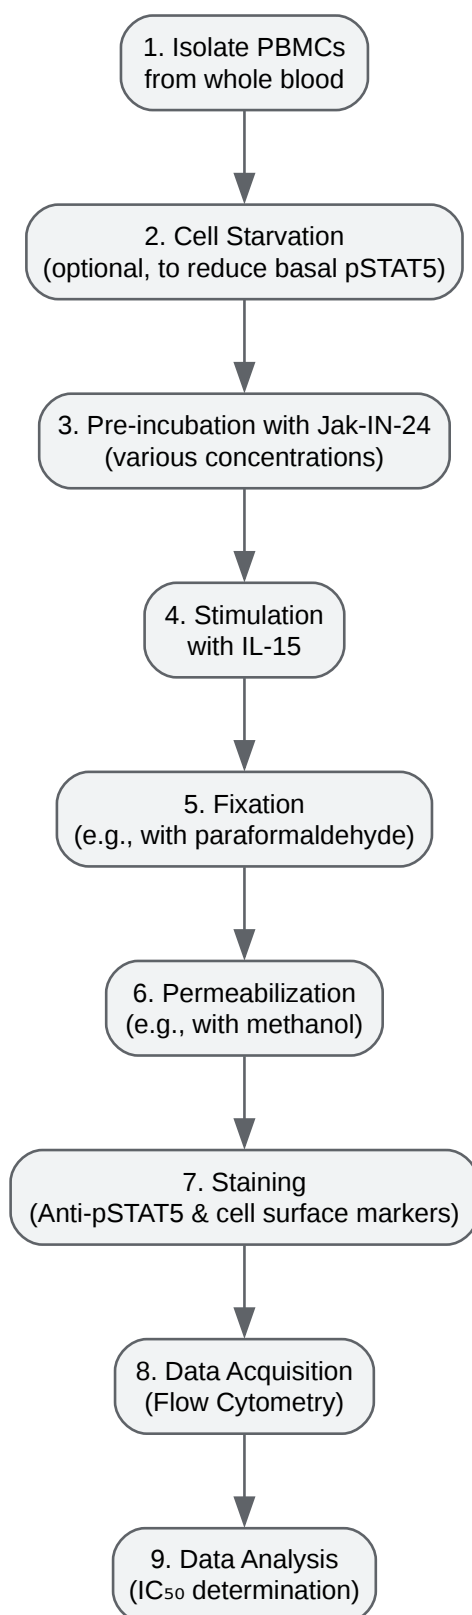 1. Isolate PBMCs
from whole blood
2. Cell Starvation
(optional, to reduce basal pSTAT5)
3. Pre-incubation with Jak-IN-24
(various concentrations)
4. Stimulation
with IL-15
5. Fixation
(e.g., with paraformaldehyde)
6. Permeabilization
(e.g., with methanol)
7. Staining
(Anti-pSTAT5 & cell surface markers)
8. Data Acquisition
(Flow Cytometry)
9. Data Analysis
(IC₅₀ determination)